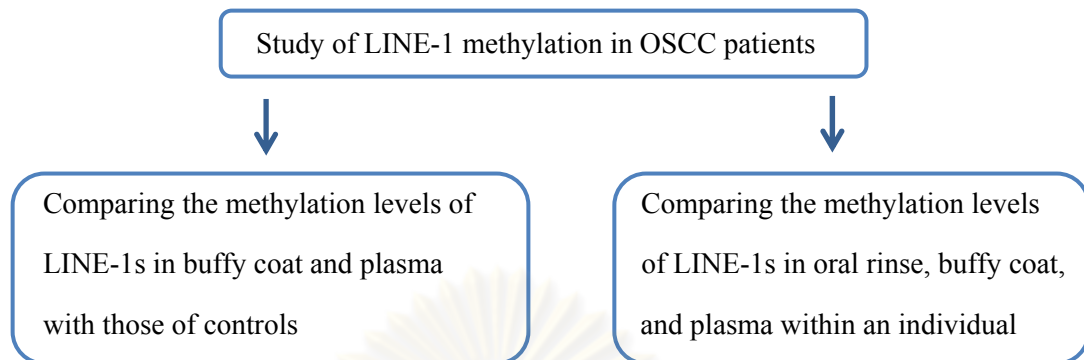 Study of LINE-1 methylation in OSCC patients
Comparing the methylation levels of
LINE-1s in buffy coat and plasma
with those of controls
Comparing the methylation levels
of LINE-1s in oral rinse, buffy coat,
and plasma within an individual